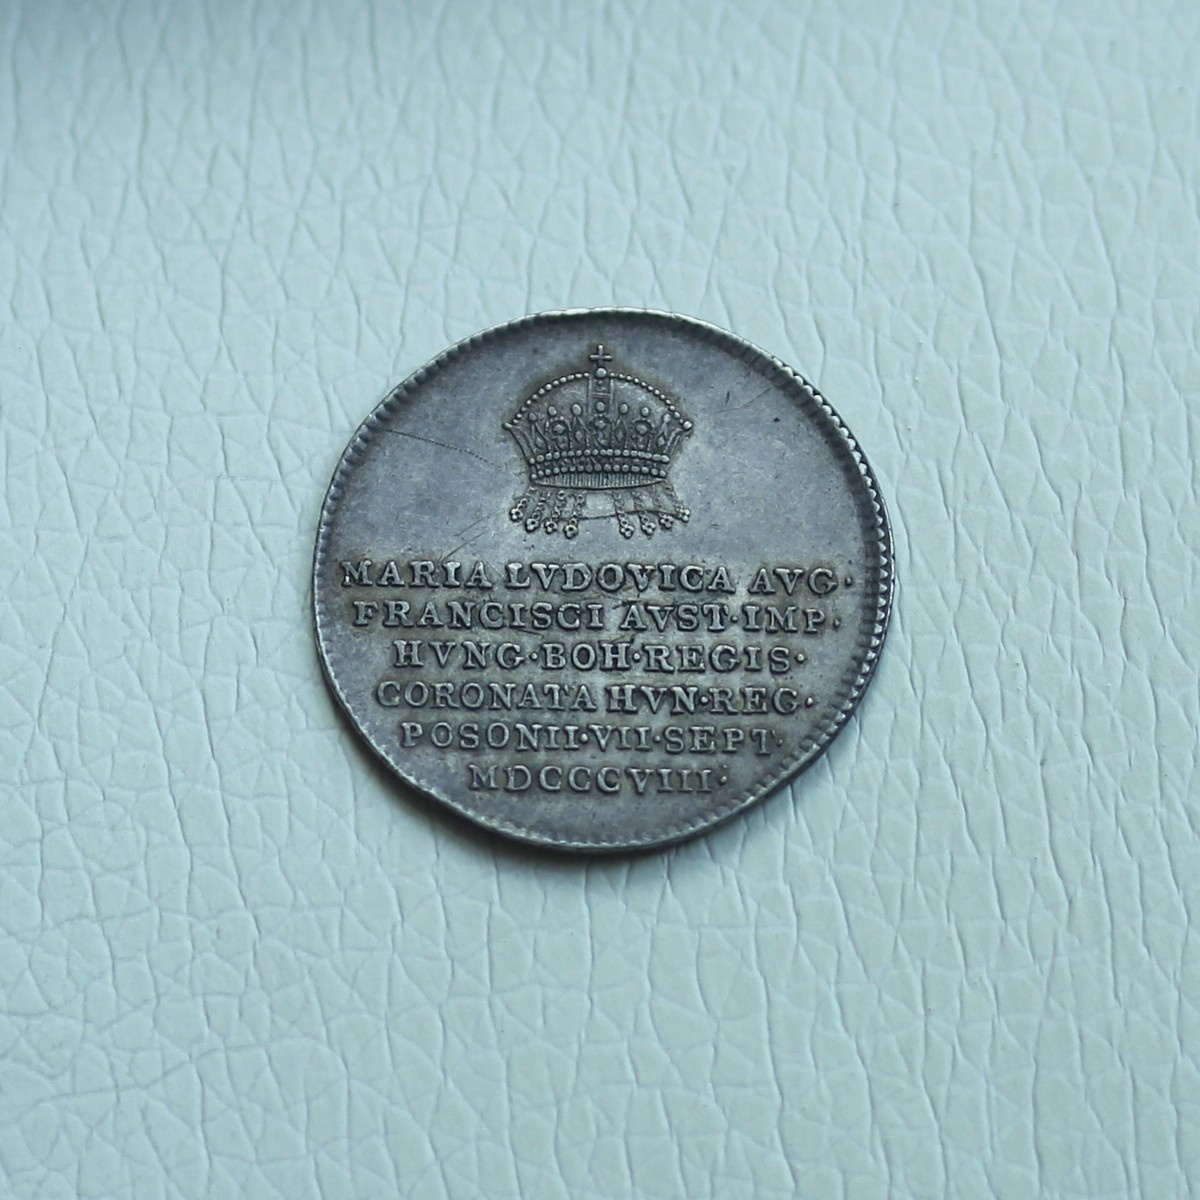 MARIA LVDOVICA AVG·
FRANCISCI AVST·IMP·
HVNG·BOH·REGIS·
CORONATA HVN·REG·
POSONII·VII·SEPT·
MDCCCVIII·